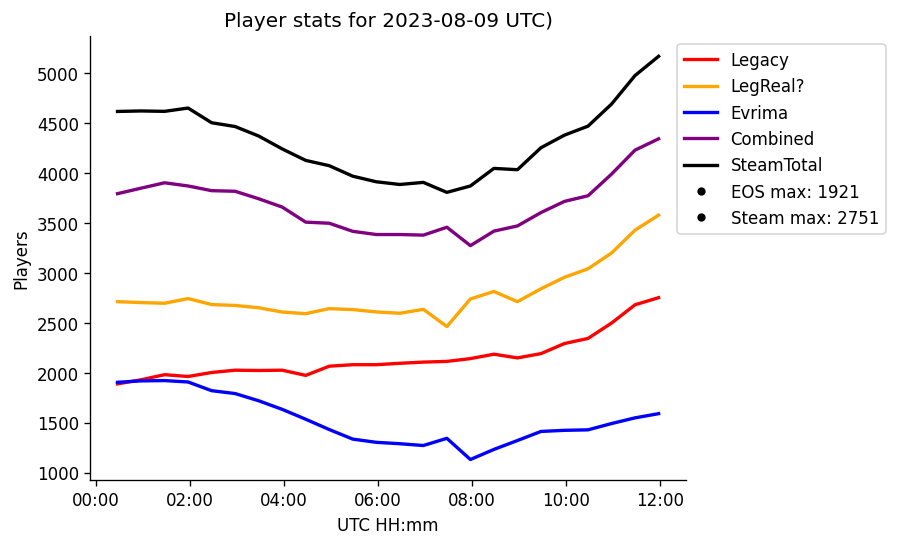 Player stats for 2023-08-09 UTC)
Legacy
LegReal?
Evrima
Combined
SteamTotal
EOS max: 1921
Steam max: 2751
Players
5000
4500
4000
3500
3000
2500
2000
1500
1000
00:00 02:00 04:00 06:00 08:00 10:00 12:00
UTC HH:mm